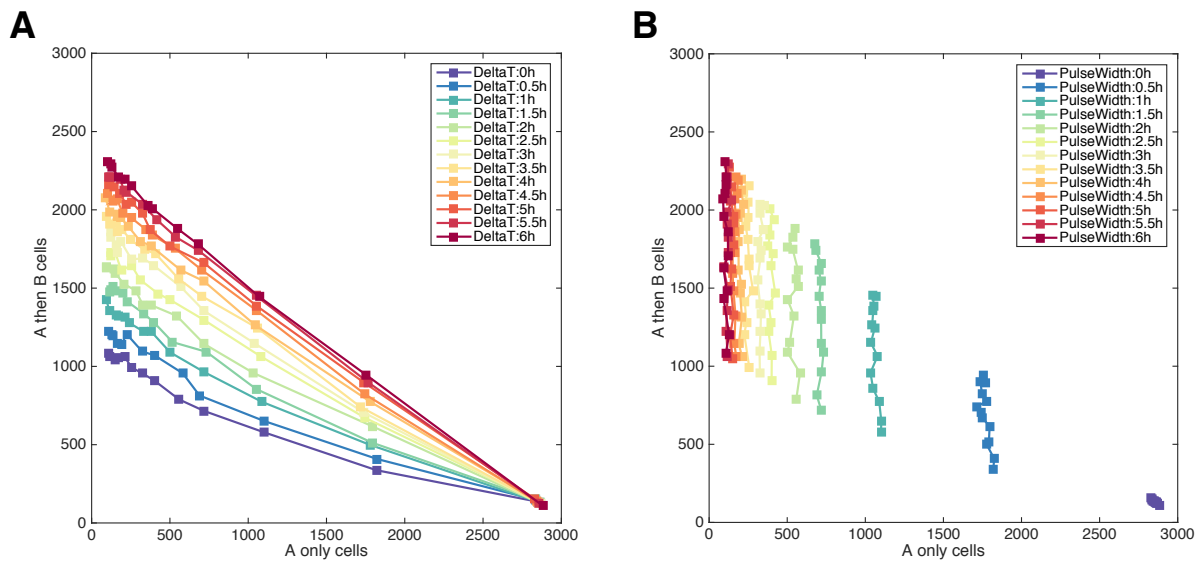 A
3000
2500
2000
1500
1000
500
0
A then B cells
0 500 1000 1500 2000 2500 3000
A only cells
DeltaT:0h
DeltaT:0.5h
DeltaT:1h
DeltaT:1.5h
DeltaT:2h
DeltaT:2.5h
DeltaT:3h
DeltaT:3.5h
DeltaT:4h
DeltaT:4.5h
DeltaT:5h
DeltaT:5.5h
DeltaT:6h
B
3000
2500
2000
1500
1000
500
0
A then B cells
0 500 1000 1500 2000 2500 3000
A only cells
PulseWidth:0h
PulseWidth:0.5h
PulseWidth:1h
PulseWidth:1.5h
PulseWidth:2h
PulseWidth:2.5h
PulseWidth:3h
PulseWidth:3.5h
PulseWidth:4h
PulseWidth:4.5h
PulseWidth:5h
PulseWidth:5.5h
PulseWidth:6h